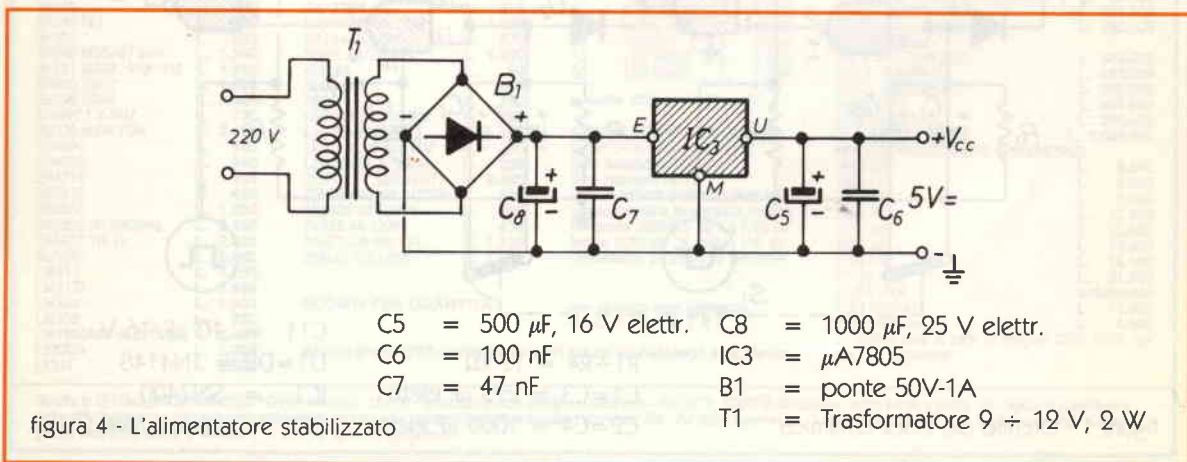 T1
B1
220 V
-
+
E
IC3
U
M
+Vcc
+
C8
-
C7
+
C5
-
C6
5V=
-
C5 = 500 µF, 16 V elettr.
C6 = 100 nF
C7 = 47 nF
C8 = 1000 µF, 25 V elettr.
IC3 = µA7805
B1 = ponte 50V-1A
T1 = Trasformatore 9 ÷ 12 V, 2 W
figura 4 - L'alimentatore stabilizzato